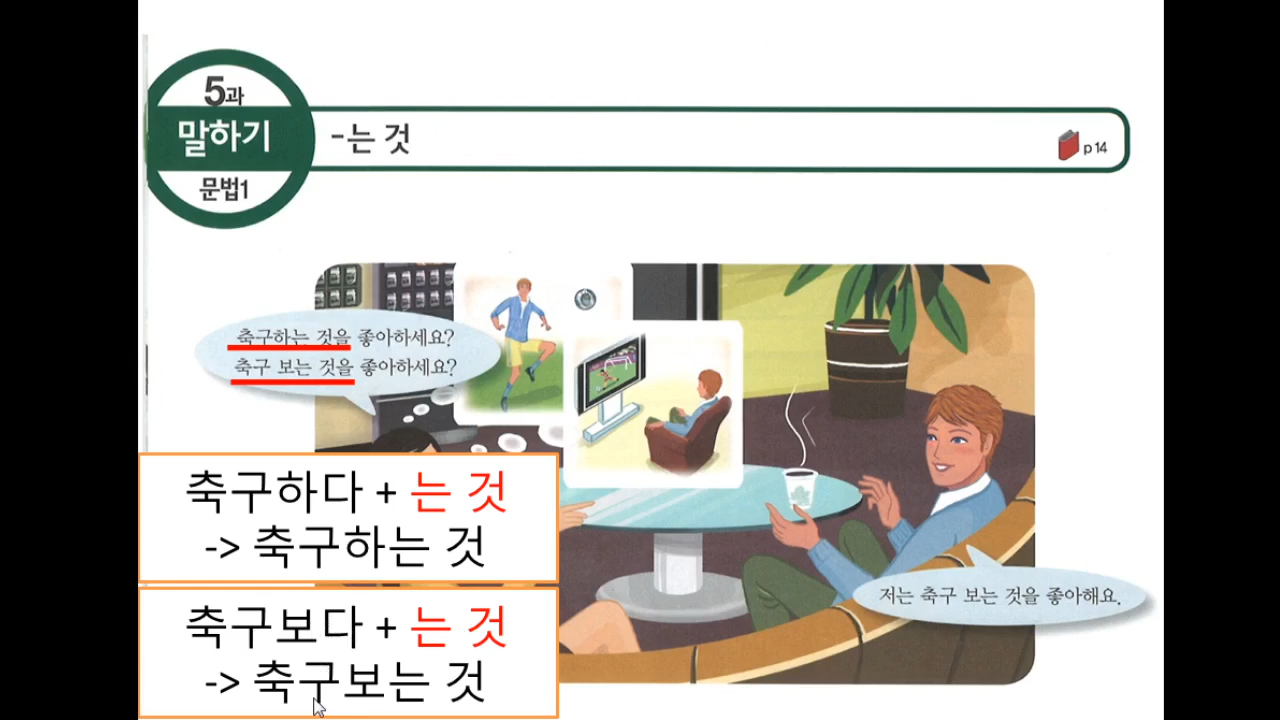 5과
말하기
문법1
-는 것
p 14
축구하는 것을 좋아하세요?
축구 보는 것을 좋아하세요?
축구하다 + 는 것
-> 축구하는 것
축구보다 + 는 것
-> 축구보는 것
저는 축구 보는 것을 좋아해요.